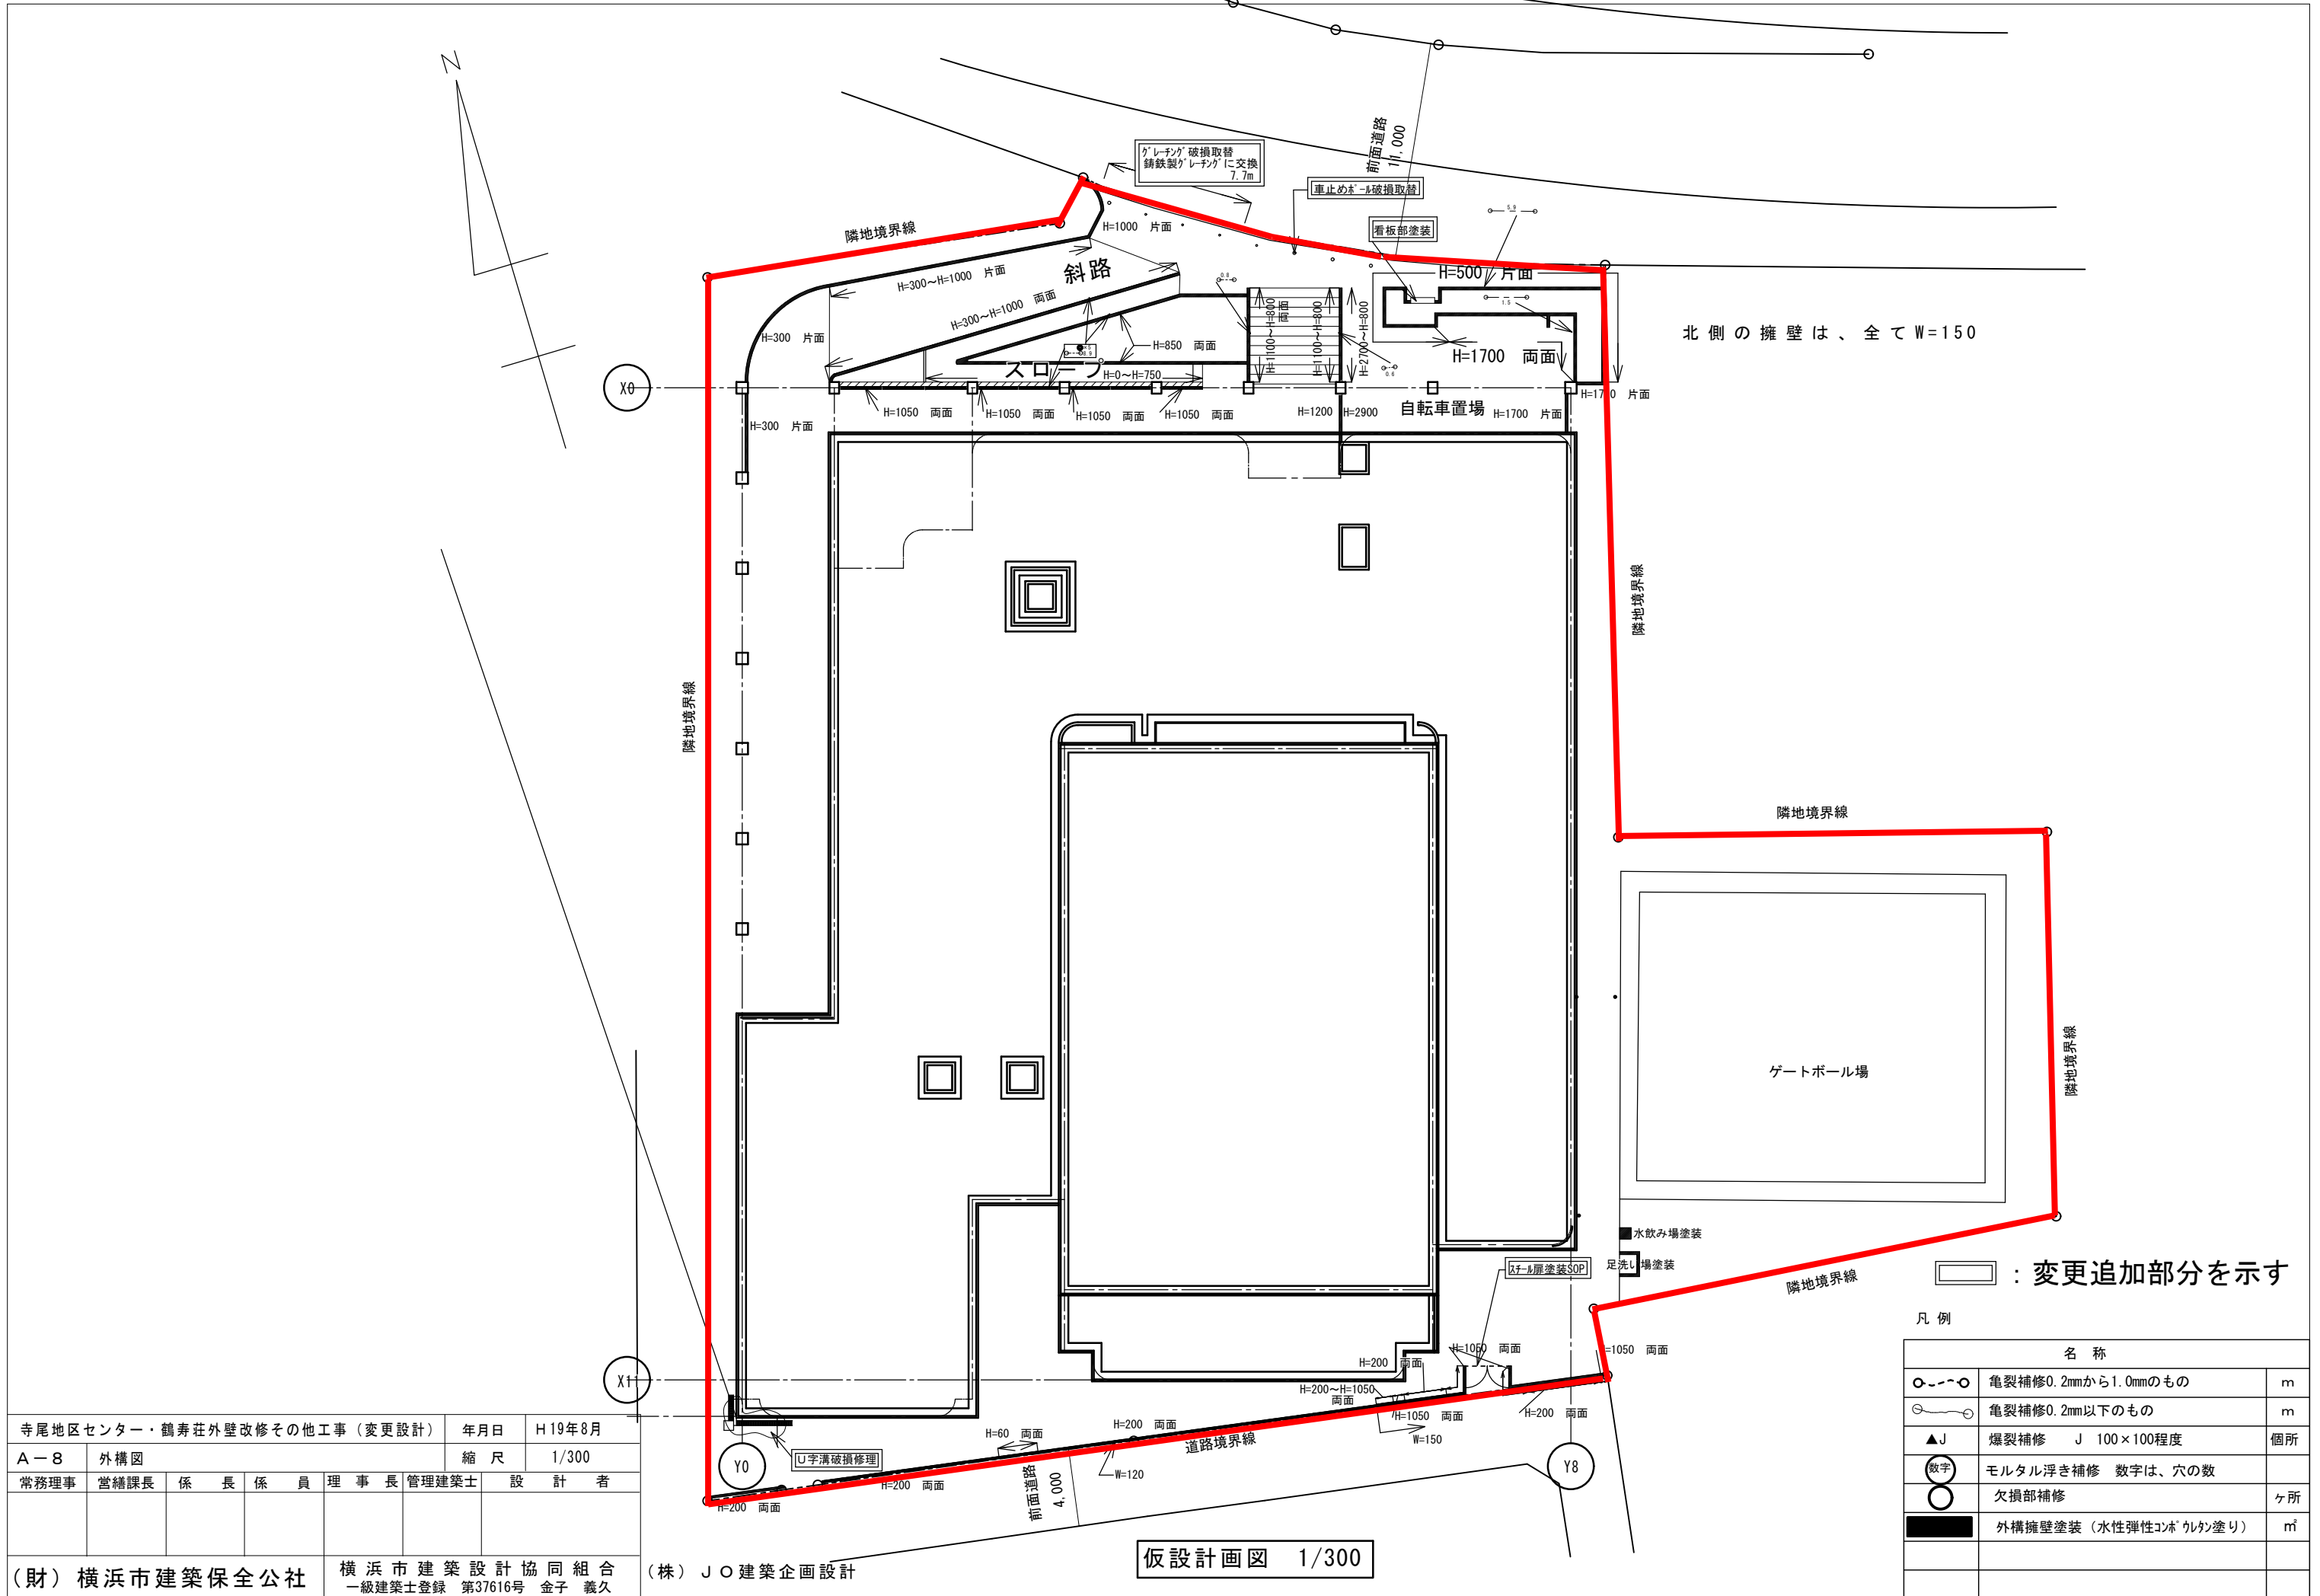 N
前面道路
11,000
ｸﾞﾚｰﾁﾝｸﾞ破損取替
鋳鉄製ｸﾞﾚｰﾁﾝｸﾞに交換
7.7m
車止めﾎﾟｰﾙ破損取替
看板部塗装
5.9
隣地境界線
H=1000 片面
斜路
H=300～H=1000 片面
H=300～H=1000 両面
0.8
H=500 片面
1.5
H=300 片面
H=850 両面
H=1100～H=800
両面
H=1100～H=800
H=2700～H=800
北側の擁壁は、全てW=150
H=1700 両面
スロープ
H=0～H=750
0.6
X0
H=1050 両面
H=1050 両面
H=1050 両面
H=1050 両面
H=1200
H=2900
自転車置場
H=1700 片面
片面
H=300 片面
隣地境界線
隣地境界線
隣地境界線
隣地境界線
ゲートボール場
水飲み場塗装
足洗い場塗装
ｽﾁｰﾙ扉塗装SOP
隣地境界線
：変更追加部分を示す
X11
H=200 両面
H=1050 両面
=1050 両面
H=200～H=1050
両面
H=1050 両面
H=200 両面
W=150
H=60 両面
H=200 両面
道路境界線
W=120
U字溝破損修理
Y0
Y8
H=200 両面
H=200 両面
前面道路
4,000
仮設計画図 1/300
凡例
名称
亀裂補修0.2mmから1.0mmのもの m
亀裂補修0.2mm以下のもの m
▲J 爆裂補修 J 100×100程度 個所
数字 モルタル浮き補修 数字は、穴の数
欠損部補修 ヶ所
外構擁壁塗装（水性弾性ｺﾝﾎﾟｳﾚﾀﾝ塗り） ㎡
寺尾地区センター・鶴寿荘外壁改修その他工事（変更設計） 年月日 H19年8月
A－8 外構図 縮尺 1/300
常務理事 営繕課長 係長 係員 理事長 管理建築士 設計者
（財）横浜市建築保全公社
横浜市建築設計協同組合
一級建築士登録 第37616号 金子 義久
（株）ＪＯ建築企画設計